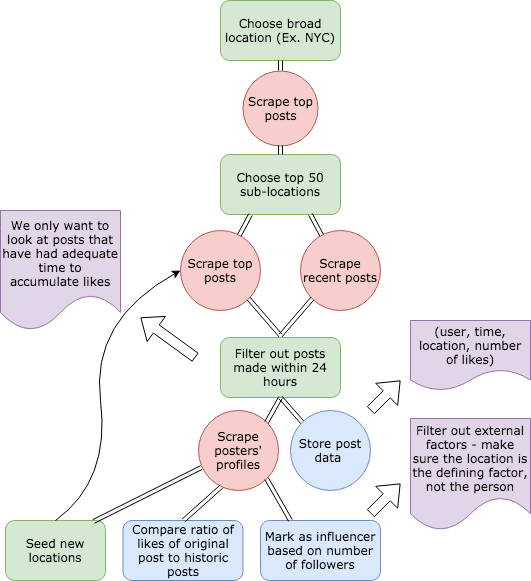 Choose broad
location (Ex. NYC)
Scrape top
posts
Choose top 50
sub-locations
We only want to
look at posts that
have had adequate
time to
accumulate likes
Scrape top
posts
Scrape
recent posts
Filter out posts
made within 24
hours
(user, time,
location, number
of likes)
Scrape
posters'
profiles
Store post
data
Filter out external
factors - make
sure the location is
the defining factor,
not the person
Seed new
locations
Compare ratio of
likes of original
post to historic
posts
Mark as influencer
based on number
of followers